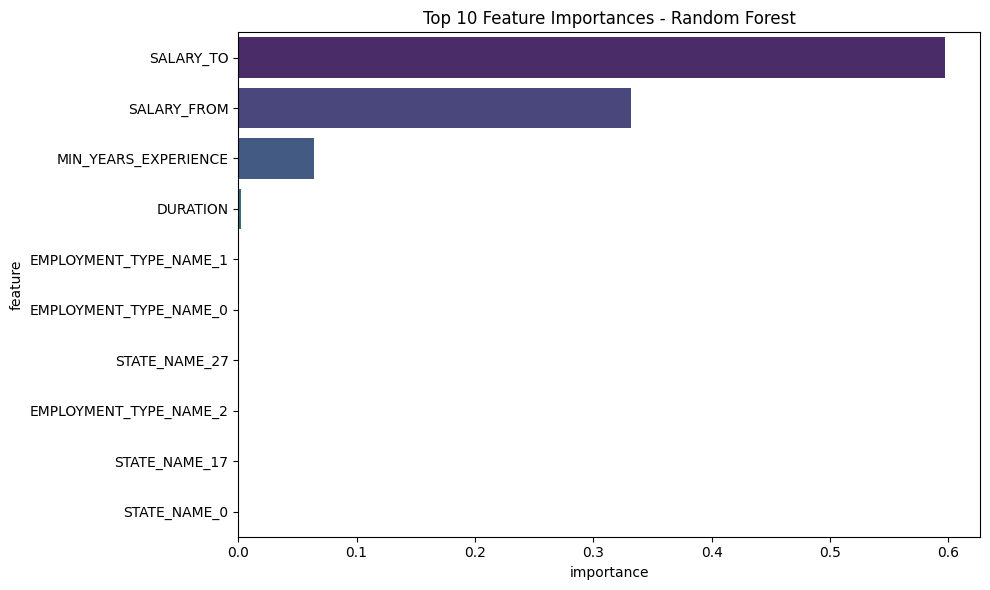 Top 10 Feature Importances - Random Forest
SALARY_TO
SALARY_FROM
MIN_YEARS_EXPERIENCE
DURATION
EMPLOYMENT_TYPE_NAME_1
EMPLOYMENT_TYPE_NAME_0
STATE_NAME_27
EMPLOYMENT_TYPE_NAME_2
STATE_NAME_17
STATE_NAME_0
feature
0.0 0.1 0.2 0.3 0.4 0.5 0.6
importance